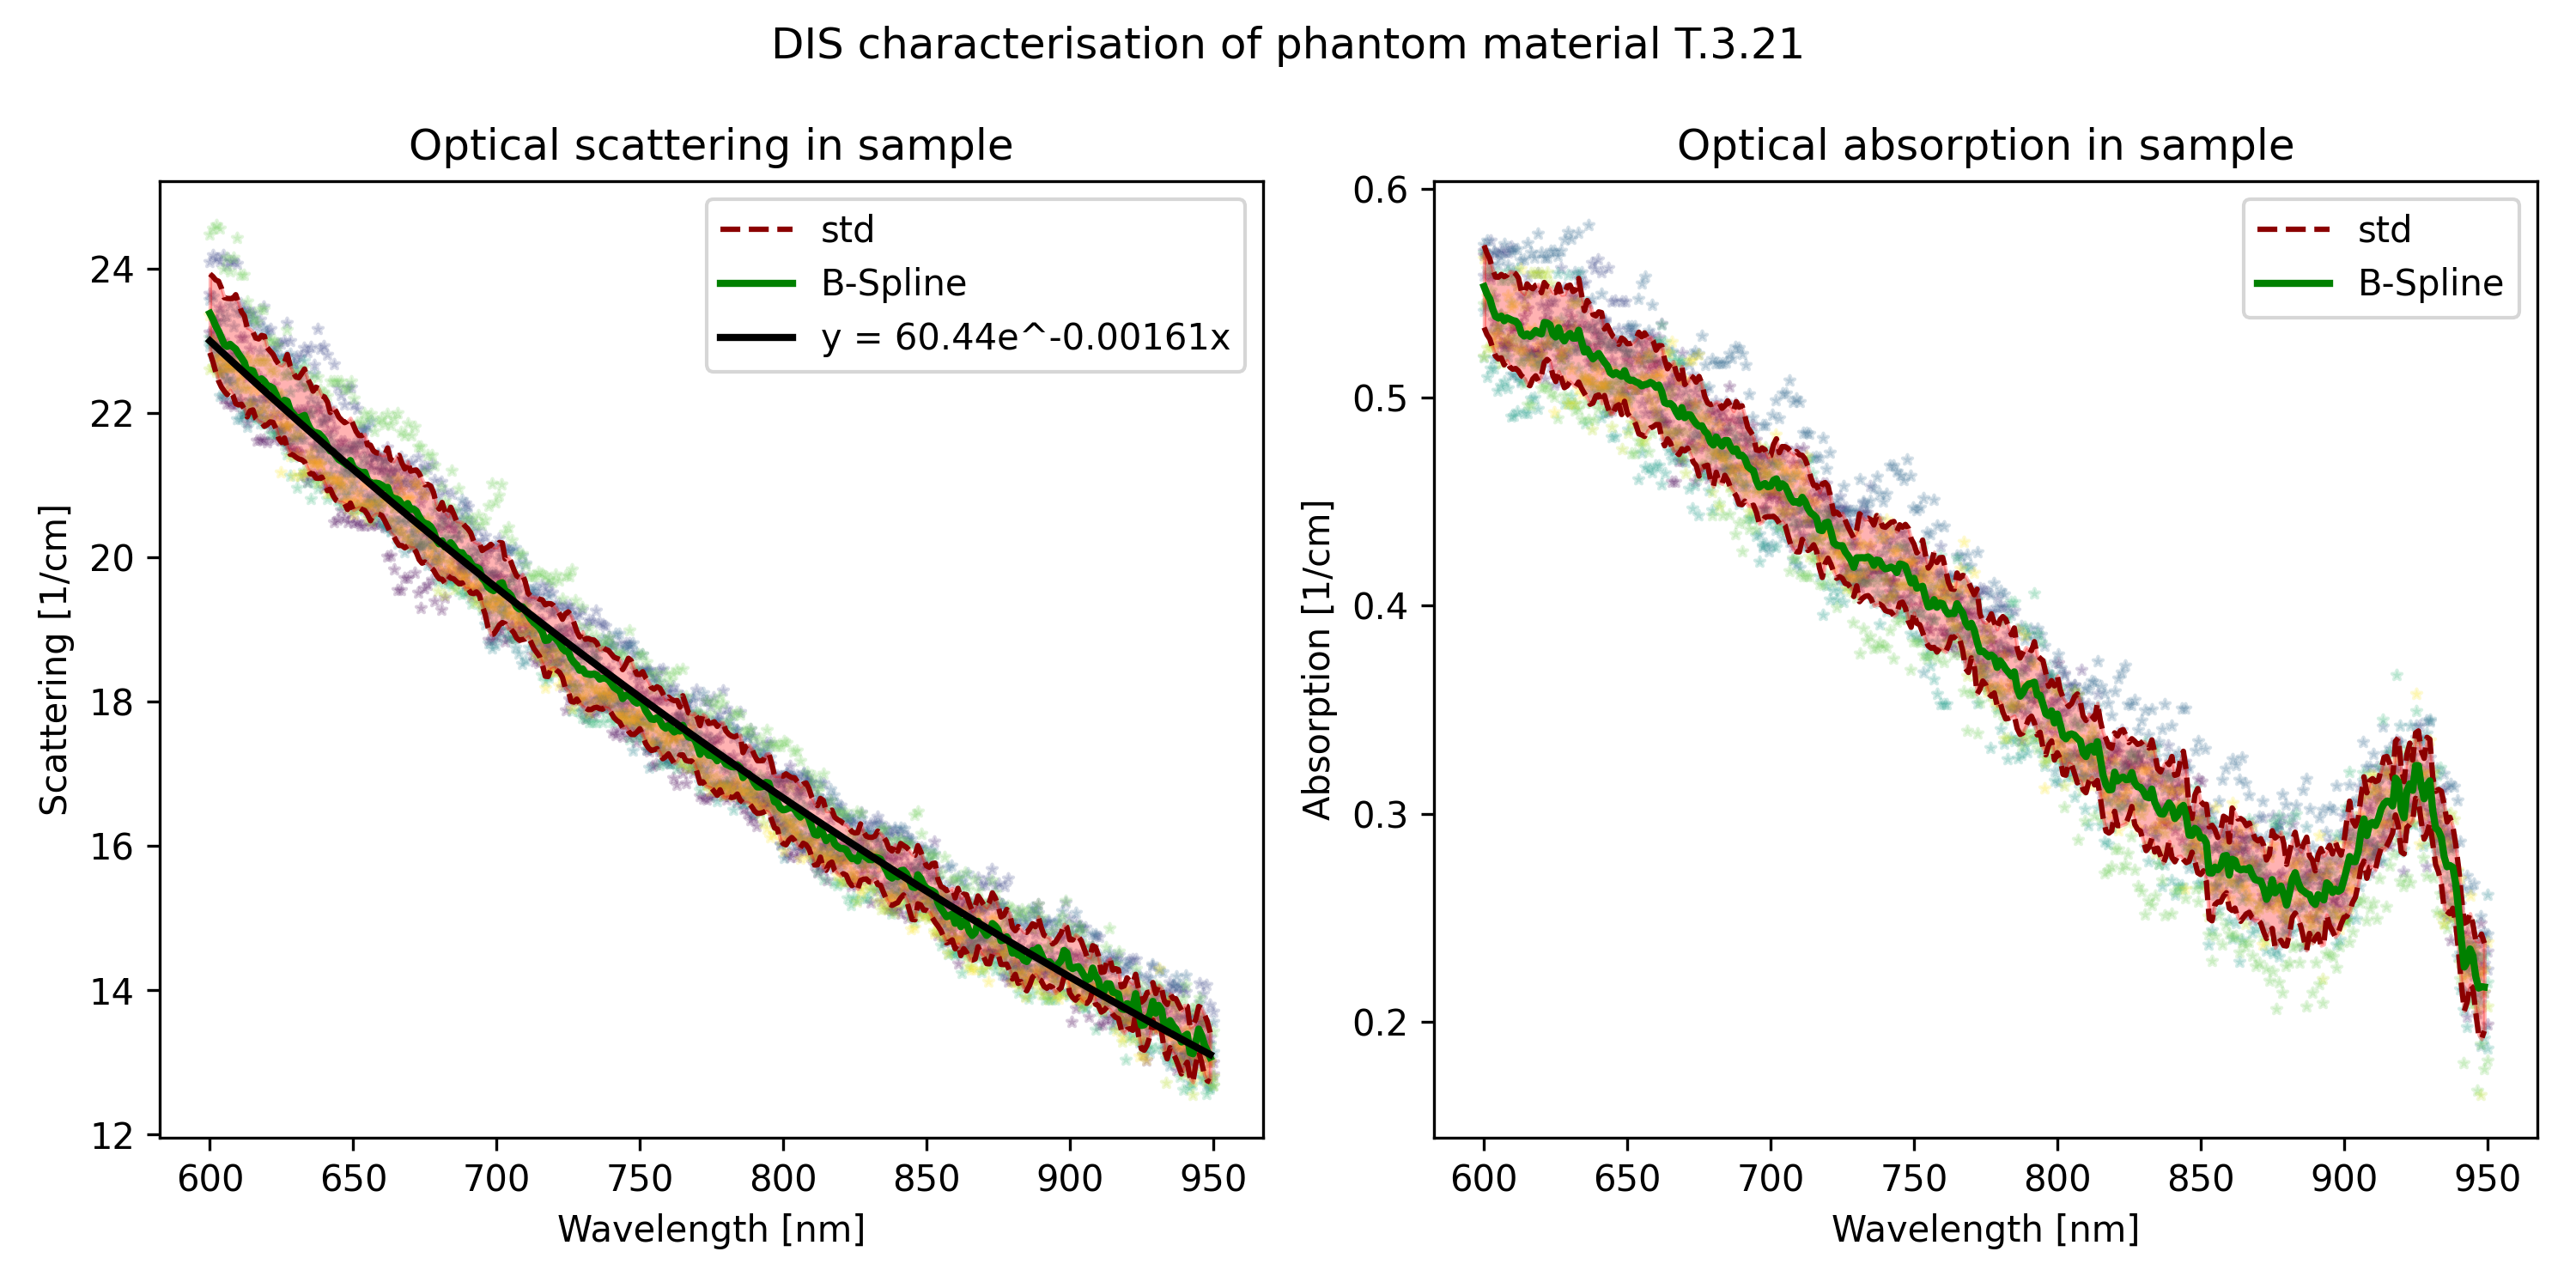 DIS characterisation of phantom material T.3.21
Optical scattering in sample
std
B-Spline
y = 60.44e^-0.00161x
Scattering [1/cm]
24
22
20
18
16
14
12
600 650 700 750 800 850 900 950
Wavelength [nm]
Optical absorption in sample
std
B-Spline
Absorption [1/cm]
0.6
0.5
0.4
0.3
0.2
600 650 700 750 800 850 900 950
Wavelength [nm]